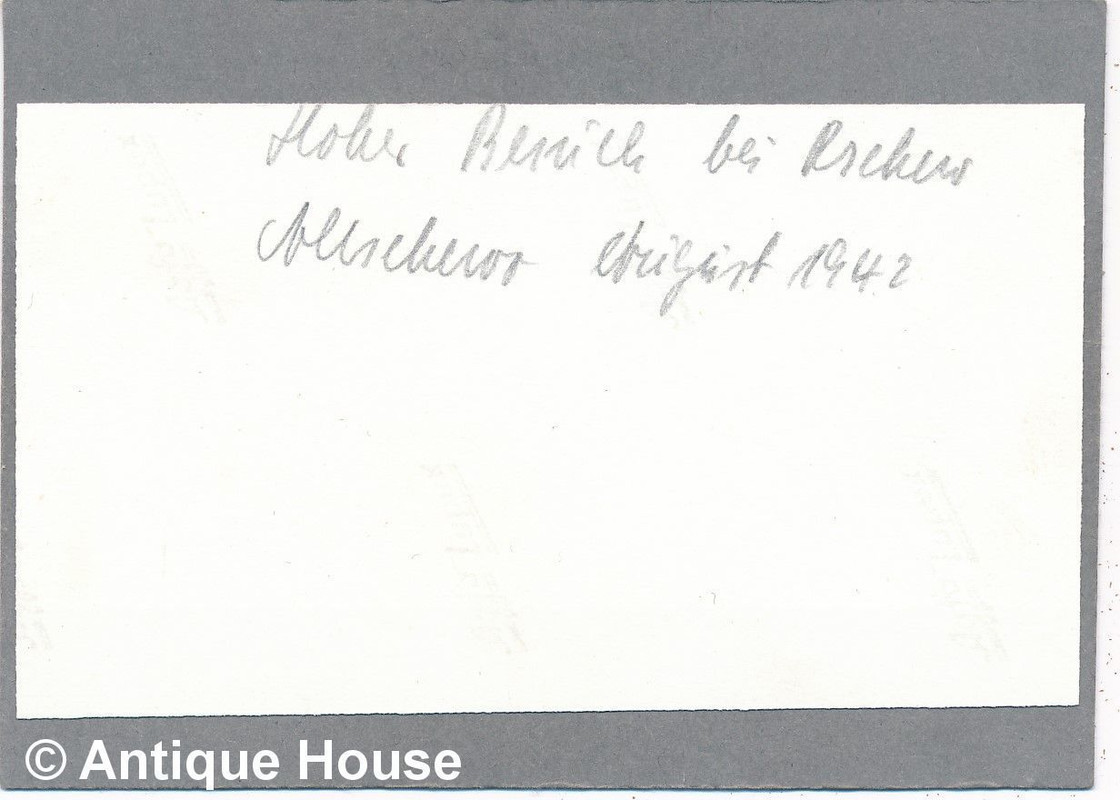 Hoher Besuch bei Rschew
August 1942
© Antique House